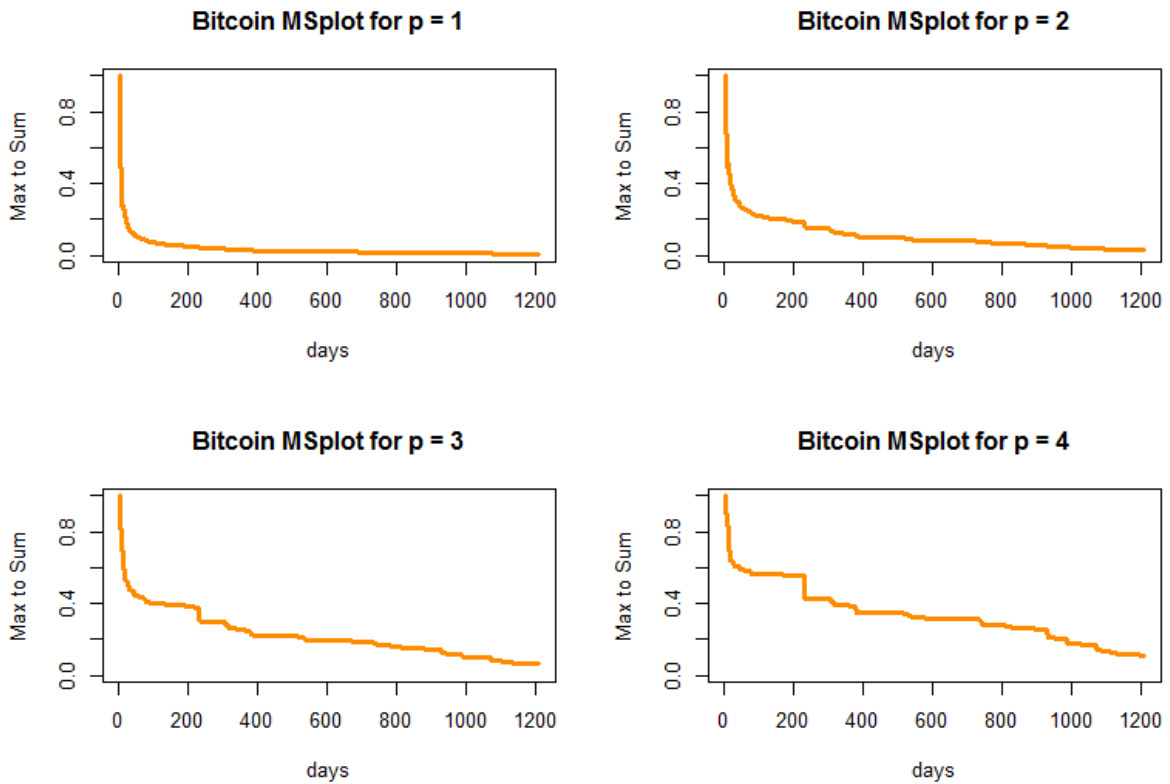 Bitcoin MSplot for p = 1
Max to Sum
0.0 0.4 0.8
0 200 400 600 800 1000 1200
days
Bitcoin MSplot for p = 2
Max to Sum
0.0 0.4 0.8
0 200 400 600 800 1000 1200
days
Bitcoin MSplot for p = 3
Max to Sum
0.0 0.4 0.8
0 200 400 600 800 1000 1200
days
Bitcoin MSplot for p = 4
Max to Sum
0.0 0.4 0.8
0 200 400 600 800 1000 1200
days